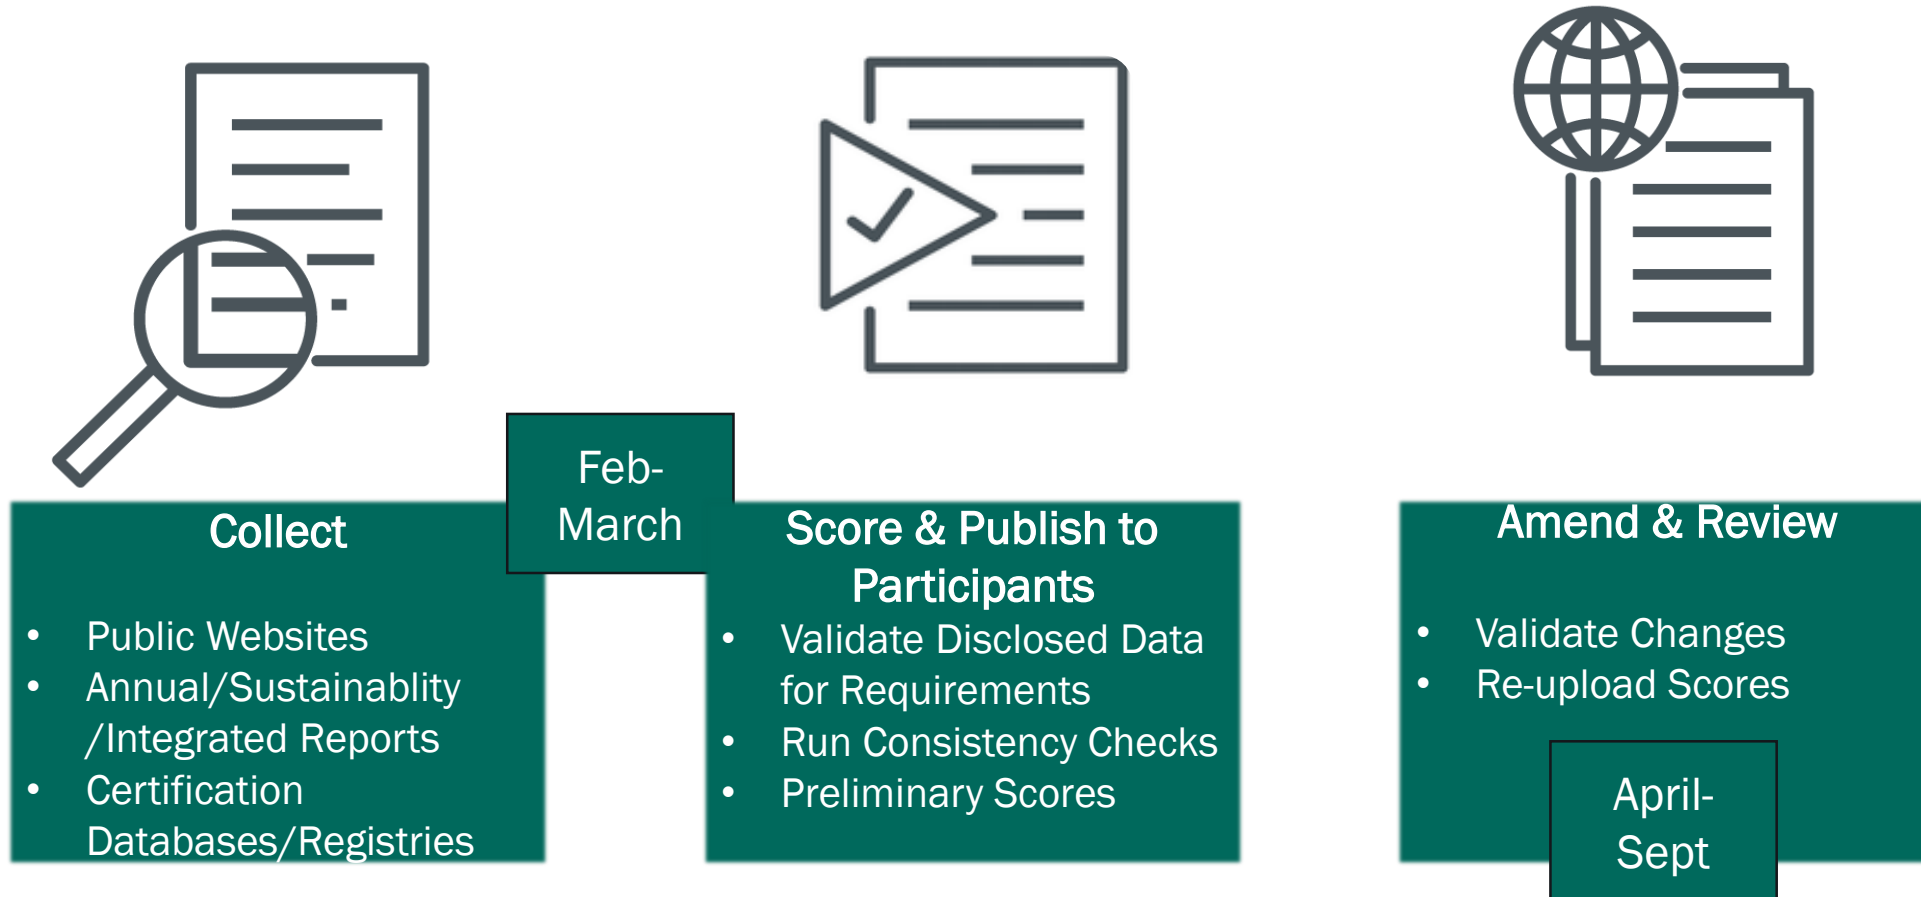 Collect
• Public Websites
• Annual/Sustainablity
/Integrated Reports
• Certification
Databases/Registries
Feb-
March
Score & Publish to
Participants
• Validate Disclosed Data
for Requirements
• Run Consistency Checks
• Preliminary Scores
Amend & Review
• Validate Changes
• Re-upload Scores
April-
Sept